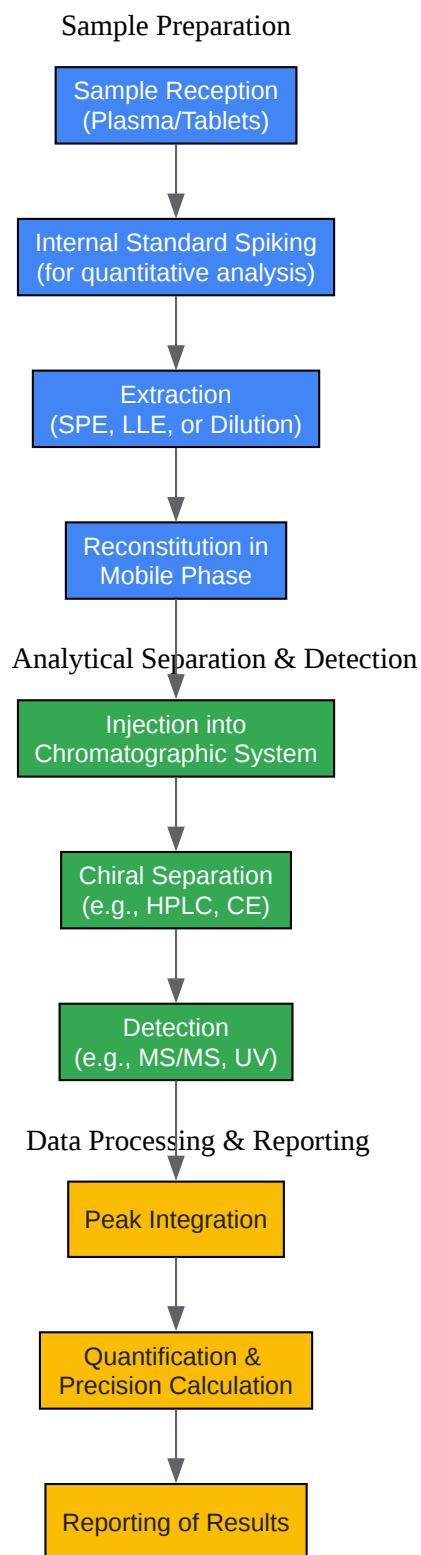 Sample Preparation
Sample Reception
(Plasma/Tablets)
Internal Standard Spiking
(for quantitative analysis)
Extraction
(SPE, LLE, or Dilution)
Reconstitution in
Mobile Phase
Analytical Separation & Detection
Injection into
Chromatographic System
Chiral Separation
(e.g., HPLC, CE)
Detection
(e.g., MS/MS, UV)
Data Processing & Reporting
Peak Integration
Quantification &
Precision Calculation
Reporting of Results